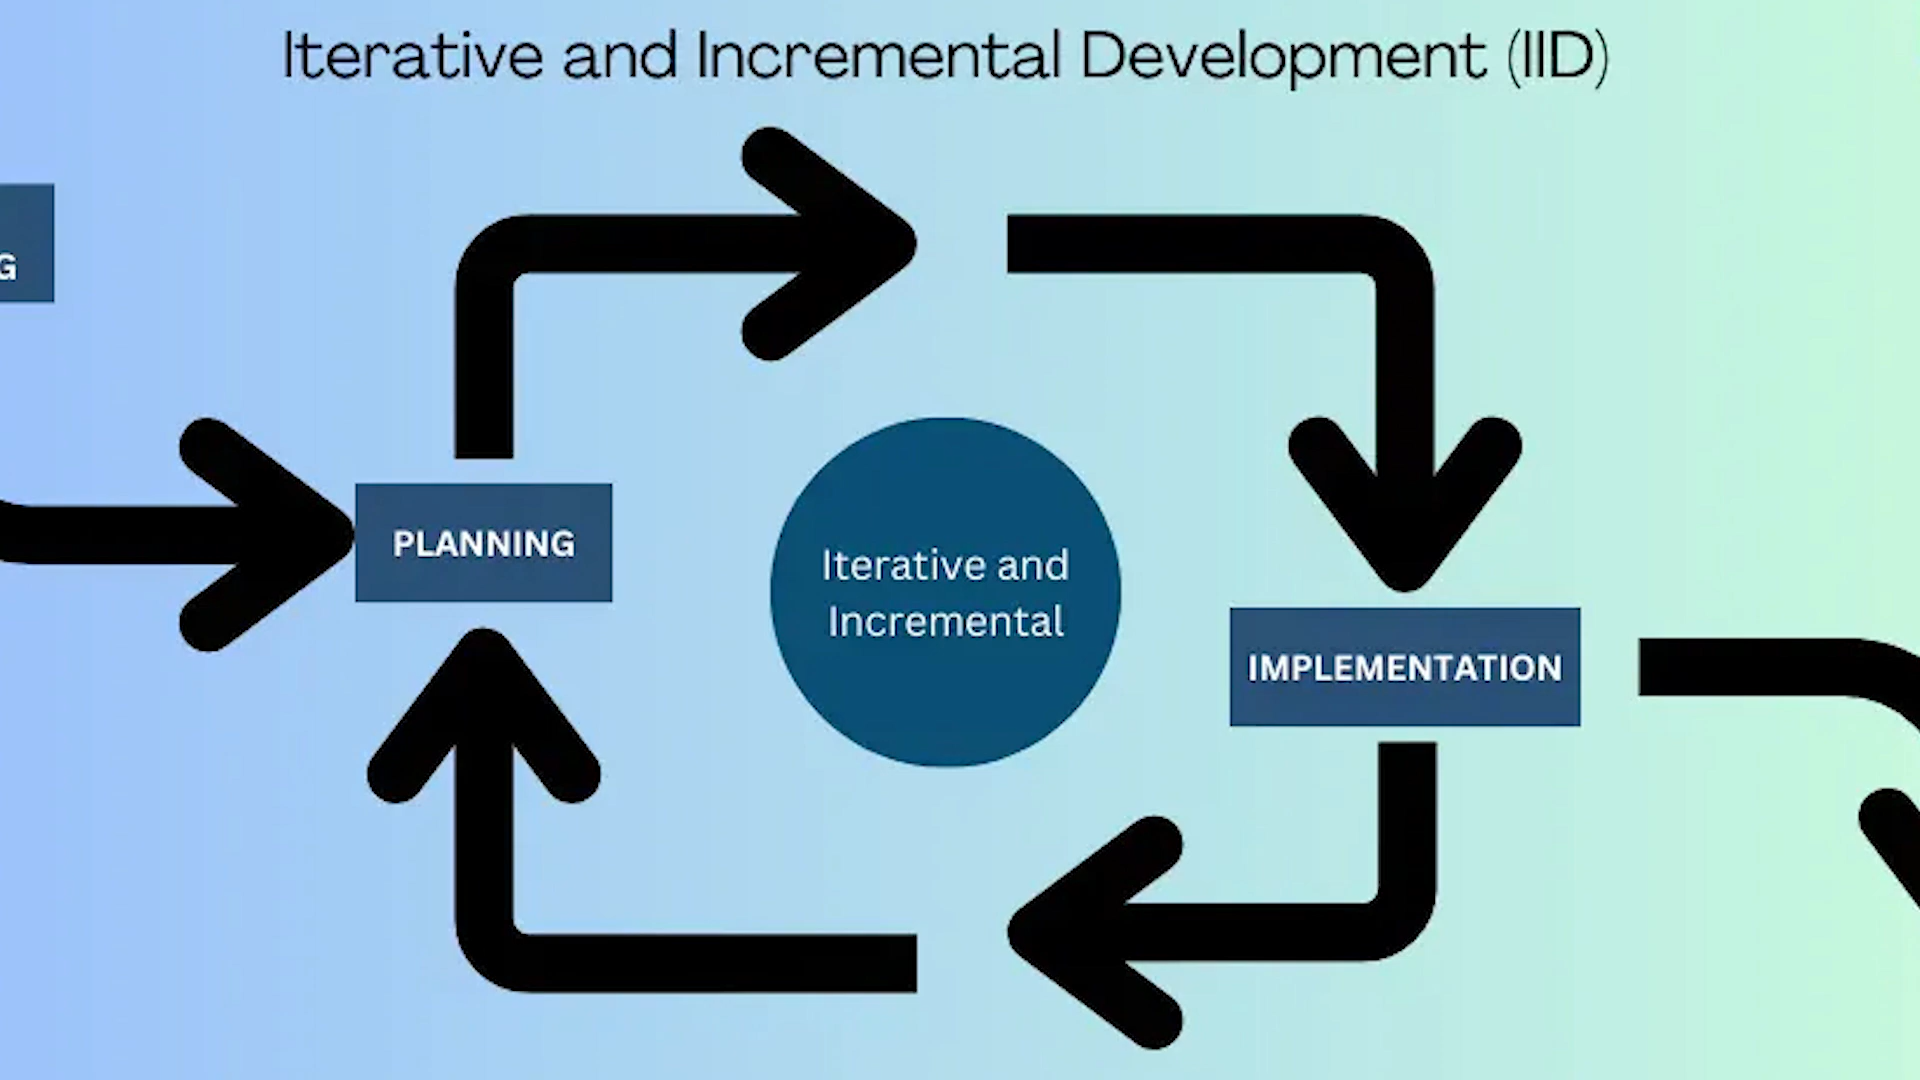 Iterative and Incremental Development (IID)
G
PLANNING
Iterative and
Incremental
IMPLEMENTATION